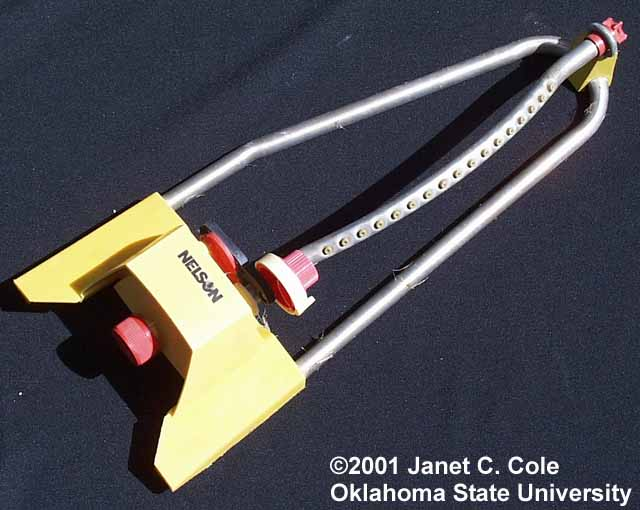 NELSON
©2001 Janet C. Cole
Oklahoma State University